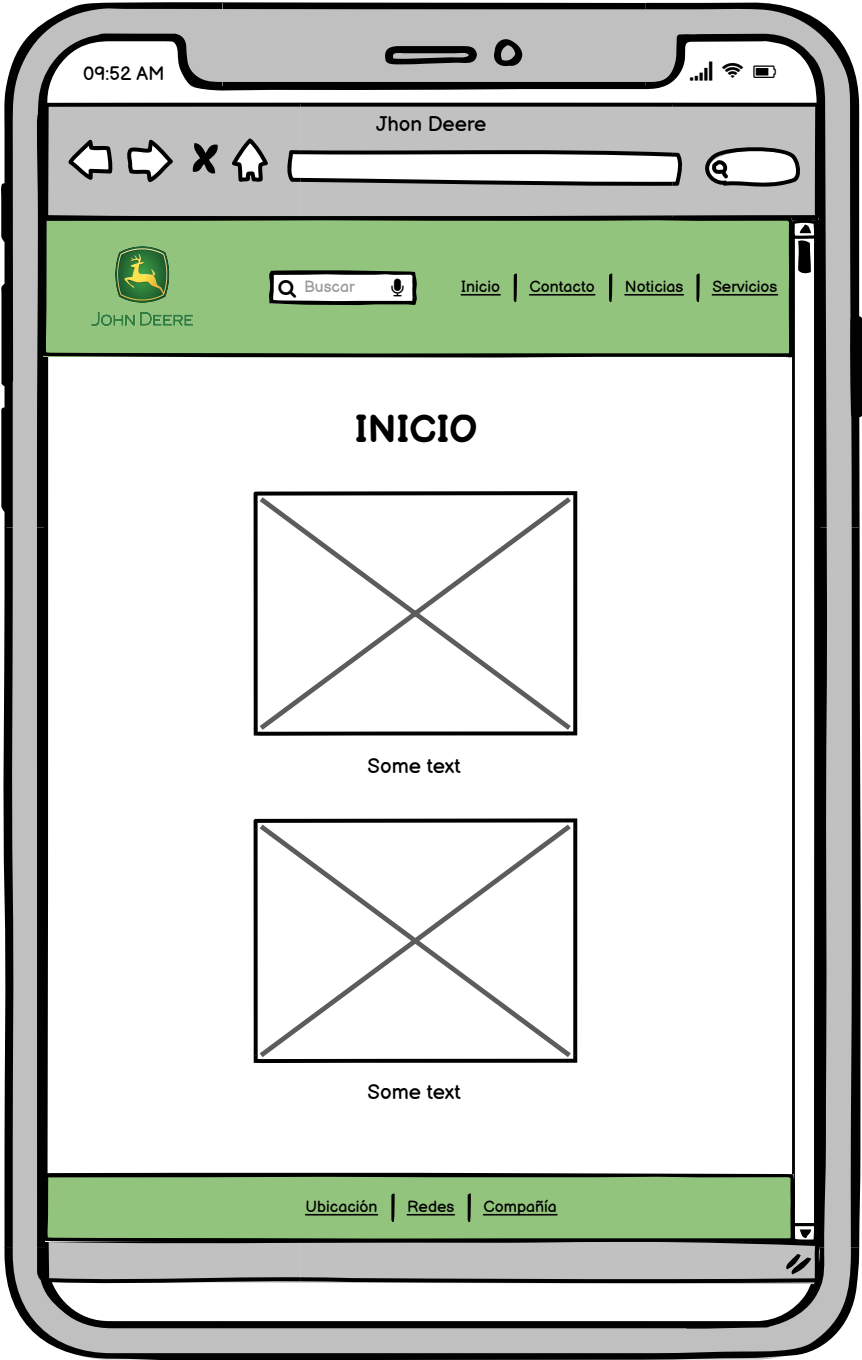 09:52 AM
Jhon Deere
JOHN DEERE
Buscar
Inicio | Contacto | Noticias | Servicios
INICIO
Some text
Some text
Ubicación | Redes | Compañía